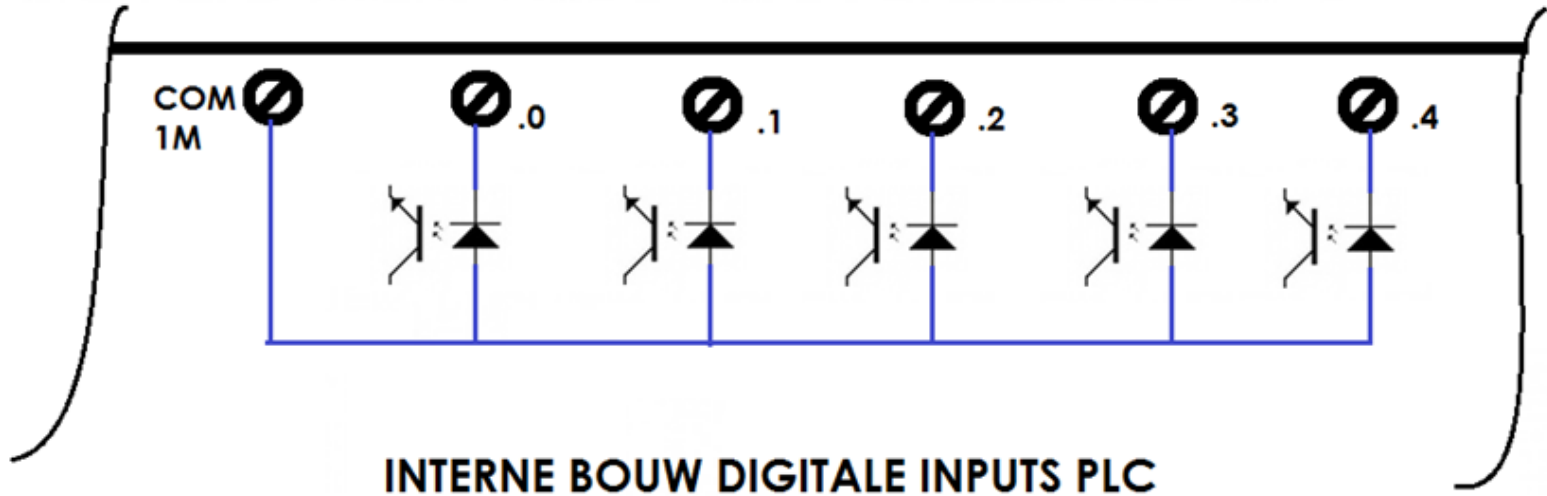 COM
1M
.0
.1
.2
.3
.4
INTERNE BOUW DIGITALE INPUTS PLC